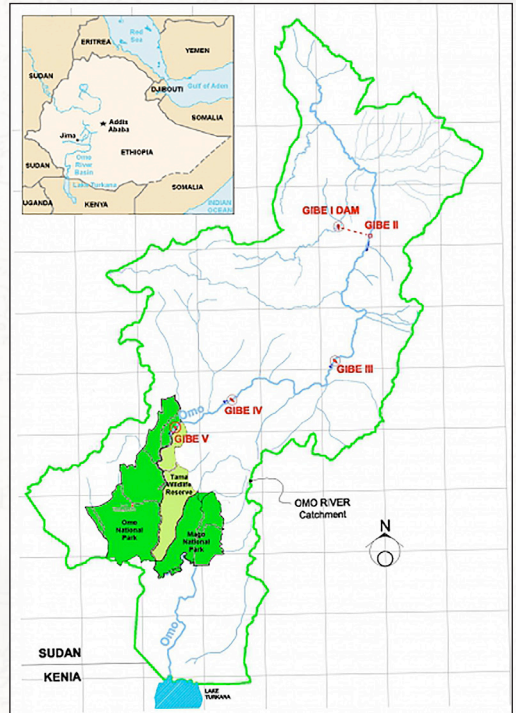 Red
Sea
ERITREA
YEMEN
SUDAN
DJIBOUTI
Gulf of Aden
SOMALIA
Addis
Ababa
Jima
ETHIOPIA
Omo
River
Basin
SUDAN
Lake Turkana
SOMALIA
UGANDA
KENYA
INDIAN
OCEAN
GIBE I DAM
GIBE II
GIBE III
GIBE IV
Omo
GIBE V
Tama
Wildlife
Reserve
OMO RIVER
Catchment
Omo
National
Park
Mago
National
Park
N
Omo
SUDAN
KENIA
LAKE
TURKANA